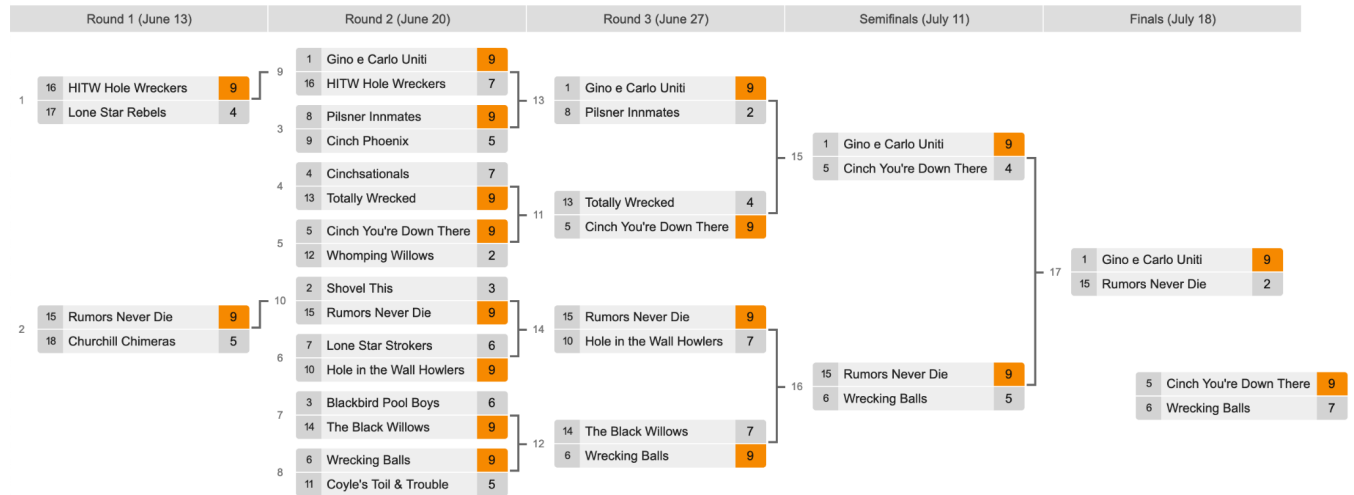 Round 1 (June 13)
Round 2 (June 20)
Round 3 (June 27)
Semifinals (July 11)
Finals (July 18)
1
16 HITW Hole Wreckers 9
17 Lone Star Rebels 4
2
15 Rumors Never Die 9
18 Churchill Chimeras 5
9
1 Gino e Carlo Uniti 9
16 HITW Hole Wreckers 7
3
8 Pilsner Innmates 9
9 Cinch Phoenix 5
4
4 Cinchsationals 7
13 Totally Wrecked 9
5
5 Cinch You're Down There 9
12 Whomping Willows 2
10
2 Shovel This 3
15 Rumors Never Die 9
6
7 Lone Star Strokers 6
10 Hole in the Wall Howlers 9
7
3 Blackbird Pool Boys 6
14 The Black Willows 9
8
6 Wrecking Balls 9
11 Coyle's Toil & Trouble 5
13
1 Gino e Carlo Uniti 9
8 Pilsner Innmates 2
11
13 Totally Wrecked 4
5 Cinch You're Down There 9
14
15 Rumors Never Die 9
10 Hole in the Wall Howlers 7
12
14 The Black Willows 7
6 Wrecking Balls 9
15
1 Gino e Carlo Uniti 9
5 Cinch You're Down There 4
16
15 Rumors Never Die 9
6 Wrecking Balls 5
17
1 Gino e Carlo Uniti 9
15 Rumors Never Die 2
5 Cinch You're Down There 9
6 Wrecking Balls 7